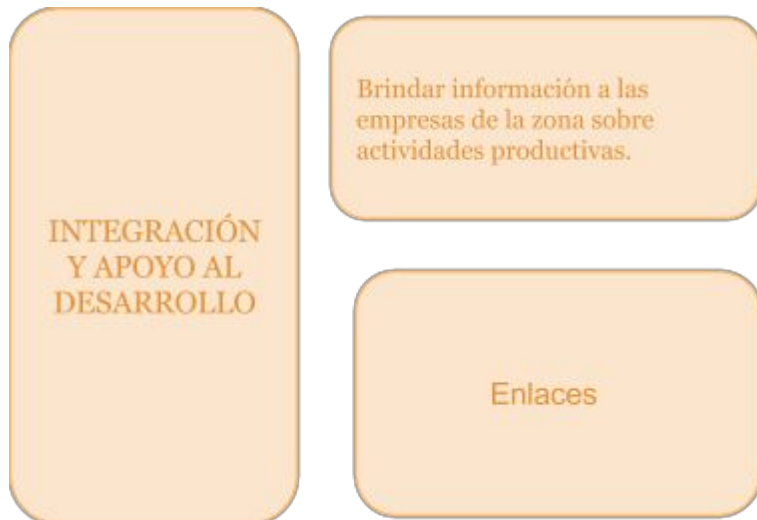 INTEGRACIÓN
Y APOYO AL
DESARROLLO
Brindar información a las
empresas de la zona sobre
actividades productivas.
Enlaces